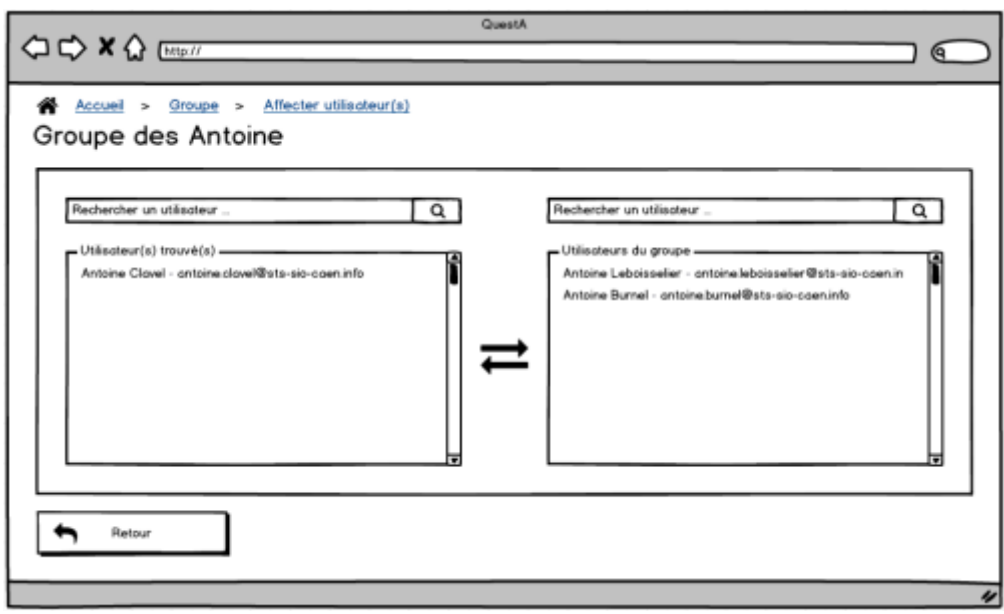 QuestA
http://
Accueil > Groupe > Affecter utilisateur(s)
Groupe des Antoine
Rechercher un utilisateur ...
Rechercher un utilisateur ...
Utilisateur(s) trouvé(s)
Antoine Clavel - antoine.clavel@sts-sio-caen.info
Utilisateurs du groupe
Antoine Leboisselier - antoine.leboisselier@sts-sio-caen.in
Antoine Burnel - antoine.burnel@sts-sio-caen.info
Retour